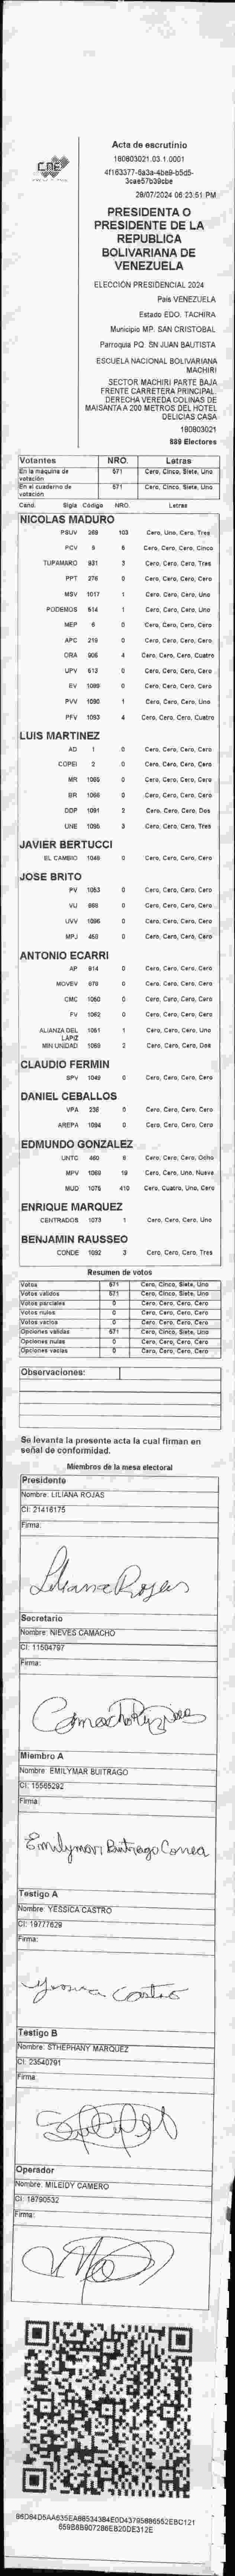 CNE
Acta de escrutinio
180803021.03.1.0001
4f163377-6a3a-4ba9-b5d5-
3cae57b39cbe
28/07/2024 06:23:51 PM
PRESIDENTA O
PRESIDENTE DE LA
REPUBLICA
BOLIVARIANA DE
VENEZUELA
ELECCIÓN PRESIDENCIAL 2024
País VENEZUELA
Estado EDO. TACHIRA
Municipio MP. SAN CRISTOBAL
Parroquia PQ. SN JUAN BAUTISTA
ESCUELA NACIONAL BOLIVARIANA
MACHIRI
SECTOR MACHIRI PARTE BAJA
FRENTE CARRETERA PRINCIPAL.
DERECHA VEREDA COLINAS DE
MAISANTA A 200 METROS DEL HOTEL
DELICIAS CASA
180803021
889 Electores
Votantes NRO. Letras
En la máquina de votación 571 Cero, Cinco, Siete, Uno
En el cuaderno de votación 571 Cero, Cinco, Siete, Uno
Cand. Sigla Código NRO. Letras
NICOLAS MADURO
PSUV 269 103 Cero, Uno, Cero, Tres
PCV Cero, Cero, Cero, Cinco
TUPAMARO 931 3 Cero, Cero, Cero, Tres
PPT 276 0 Cero, Cero, Cero, Cero
MSV 1017 1 Cero, Cero, Cero, Uno
PODEMOS 514 1 Cero, Cero, Cero, Uno
MEP 6 0 Cero, Cero, Cero, Cero
APC 219 0 Cero, Cero, Cero, Cero
ORA 906 4 Cero, Cero, Cero, Cuatro
UPV 613 0 Cero, Cero, Cero, Cero
EV 1089 0 Cero, Cero, Cero, Cero
PVV 1090 1 Cero, Cero, Cero, Uno
PFV 1093 4 Cero, Cero, Cero, Cuatro
LUIS MARTINEZ
AD 1 0 Cero, Cero, Cero, Cero
COPEI 2 0 Cero, Cero, Cero, Cero
MR 1065 0 Cero, Cero, Cero, Cero
BR 1066 0 Cero, Cero, Cero, Cero
DDP 1091 2 Cero, Cero, Cero, Dos
UNE 1095 3 Cero, Cero, Cero, Tres
JAVIER BERTUCCI
EL CAMBIO 1048 0 Cero, Cero, Cero, Cero
JOSE BRITO
PV 1053 0 Cero, Cero, Cero, Cero
VU 868 0 Cero, Cero, Cero, Cero
UVV 1096 0 Cero, Cero, Cero, Cero
MPJ 458 0 Cero, Cero, Cero, Cero
ANTONIO ECARRI
AP 814 0 Cero, Cero, Cero, Cero
MOVEV 678 0 Cero, Cero, Cero, Cero
CMC 1060 0 Cero, Cero, Cero, Cero
FV 1062 0 Cero, Cero, Cero, Cero
ALIANZA DEL LAPIZ 1081 1 Cero, Cero, Cero, Uno
MIN UNIDAD 1069 2 Cero, Cero, Cero, Dos
CLAUDIO FERMIN
SPV 1049 0 Cero, Cero, Cero, Cero
DANIEL CEBALLOS
VPA 236 0 Cero, Cero, Cero, Cero
AREPA 1094 0 Cero, Cero, Cero, Cero
EDMUNDO GONZALEZ
UNTC 460 8 Cero, Cero, Cero, Ocho
MPV 1069 19 Cero, Cero, Uno, Nueve
MUD 1075 410 Cero, Cuatro, Uno, Cero
ENRIQUE MARQUEZ
CENTRADOS 1073 1 Cero, Cero, Cero, Uno
BENJAMIN RAUSSEO
CONDE 1092 3 Cero, Cero, Cero, Tres
Resumen de votos
Votos 571 Cero, Cinco, Siete, Uno
Votos válidos 571 Cero, Cinco, Siete, Uno
Votos parciales 0 Cero, Cero, Cero, Cero
Votos nulos 0 Cero, Cero, Cero, Cero
Votos vacíos 0 Cero, Cero, Cero, Cero
Opciones válidas 571 Cero, Cinco, Siete, Uno
Opciones nulas 0 Cero, Cero, Cero, Cero
Opciones vacías 0 Cero, Cero, Cero, Cero
Observaciones:
Se levanta la presente acta la cual firman en
señal de conformidad.
Miembros de la mesa electoral
Presidente
Nombre: LILIANA ROJAS
CI: 21416175
Firma:
Liliana Rojas
Secretario
Nombre: NIEVES CAMACHO
CI: 11504797
Firma:
Camacho
Miembro A
Nombre: EMILYMAR BUITRAGO
CI: 15565292
Firma:
Emilymar Buitrago Correa
Testigo A
Nombre: YESSICA CASTRO
CI: 19777629
Firma:
Castro
Testigo B
Nombre: STHEPHANY MARQUEZ
CI: 23540791
Firma:
Operador
Nombre: MILEIDY CAMERO
CI: 18790532
Firma: